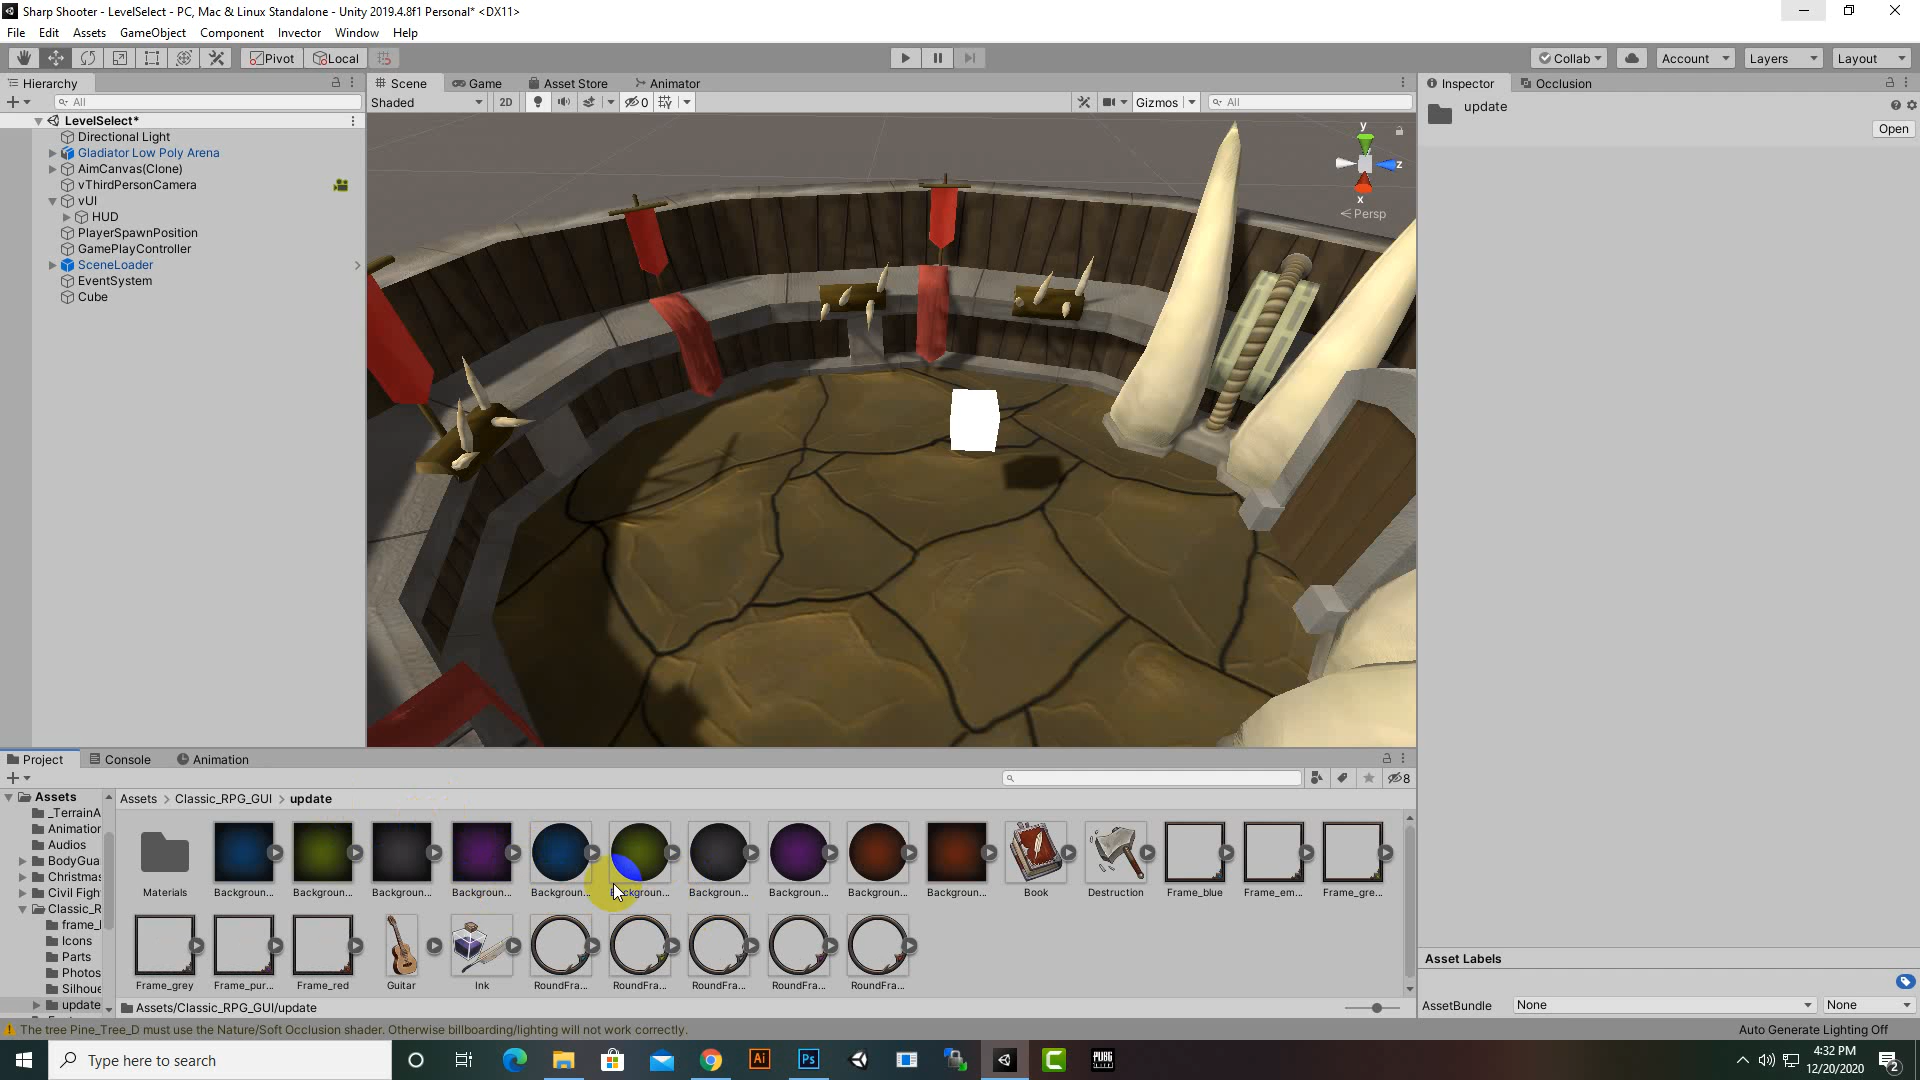 Sharp Shooter - LevelSelect - PC, Mac & Linux Standalone - Unity 2019.4.8f1 Personal* <DX11>
File Edit Assets GameObject Component Invector Window Help
Pivot Local Collab Account Layers Layout
Hierarchy Scene Game Asset Store Animator Inspector Occlusion
All Shaded 2D 0 Gizmos All
update
Open
LevelSelect*
Directional Light
Gladiator Low Poly Arena
AimCanvas(Clone)
vThirdPersonCamera
vUI
HUD
PlayerSpawnPosition
GamePlayController
SceneLoader
EventSystem
Cube
y
z
x
Persp
Project Console Animation
8
Assets Assets > Classic_RPG_GUI > update
_TerrainA
Animation
Audios
BodyGua
Christmas
Civil Figh
Classic_R
frame_
Icons
Parts
Photos
Silhoue
update
Materials Backgroun... Backgroun... Backgroun... Backgroun... Backgroun... Backgroun... Backgroun... Backgroun... Backgroun... Backgroun... Book Destruction Frame_blue Frame_em... Frame_gre...
Frame_grey Frame_pur... Frame_red Guitar Ink RoundFra... RoundFra... RoundFra... RoundFra... RoundFra...
Assets/Classic_RPG_GUI/update
Asset Labels
AssetBundle None None
The tree Pine_Tree_D must use the Nature/Soft Occlusion shader. Otherwise billboarding/lighting will not work correctly.
Auto Generate Lighting Off
Type here to search
Ai
Ps
PUBG
4:32 PM
12/20/2020
2